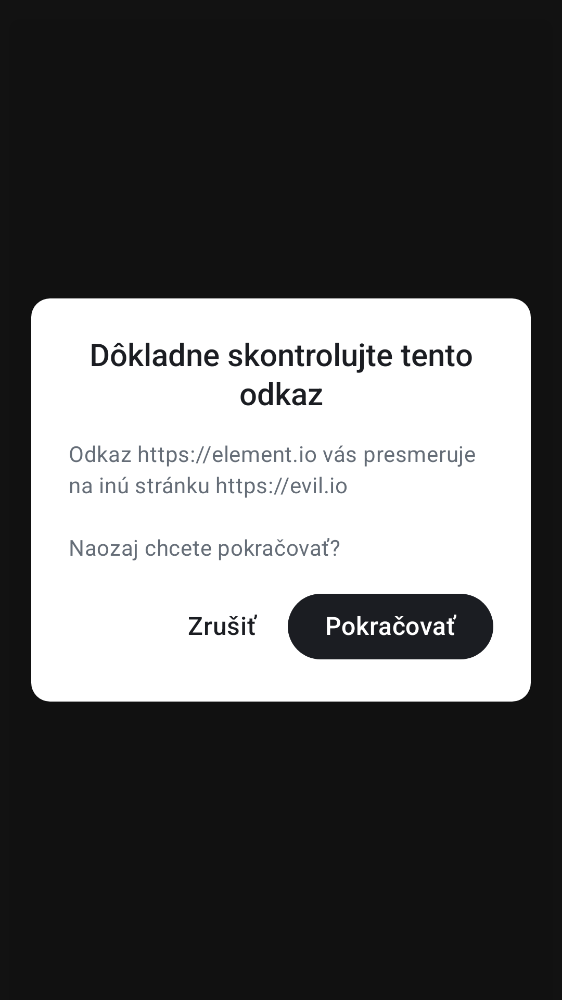 Dôkladne skontrolujte tento
odkaz
Odkaz https://element.io vás presmeruje
na inú stránku https://evil.io
Naozaj chcete pokračovať?
Zrušiť
Pokračovať